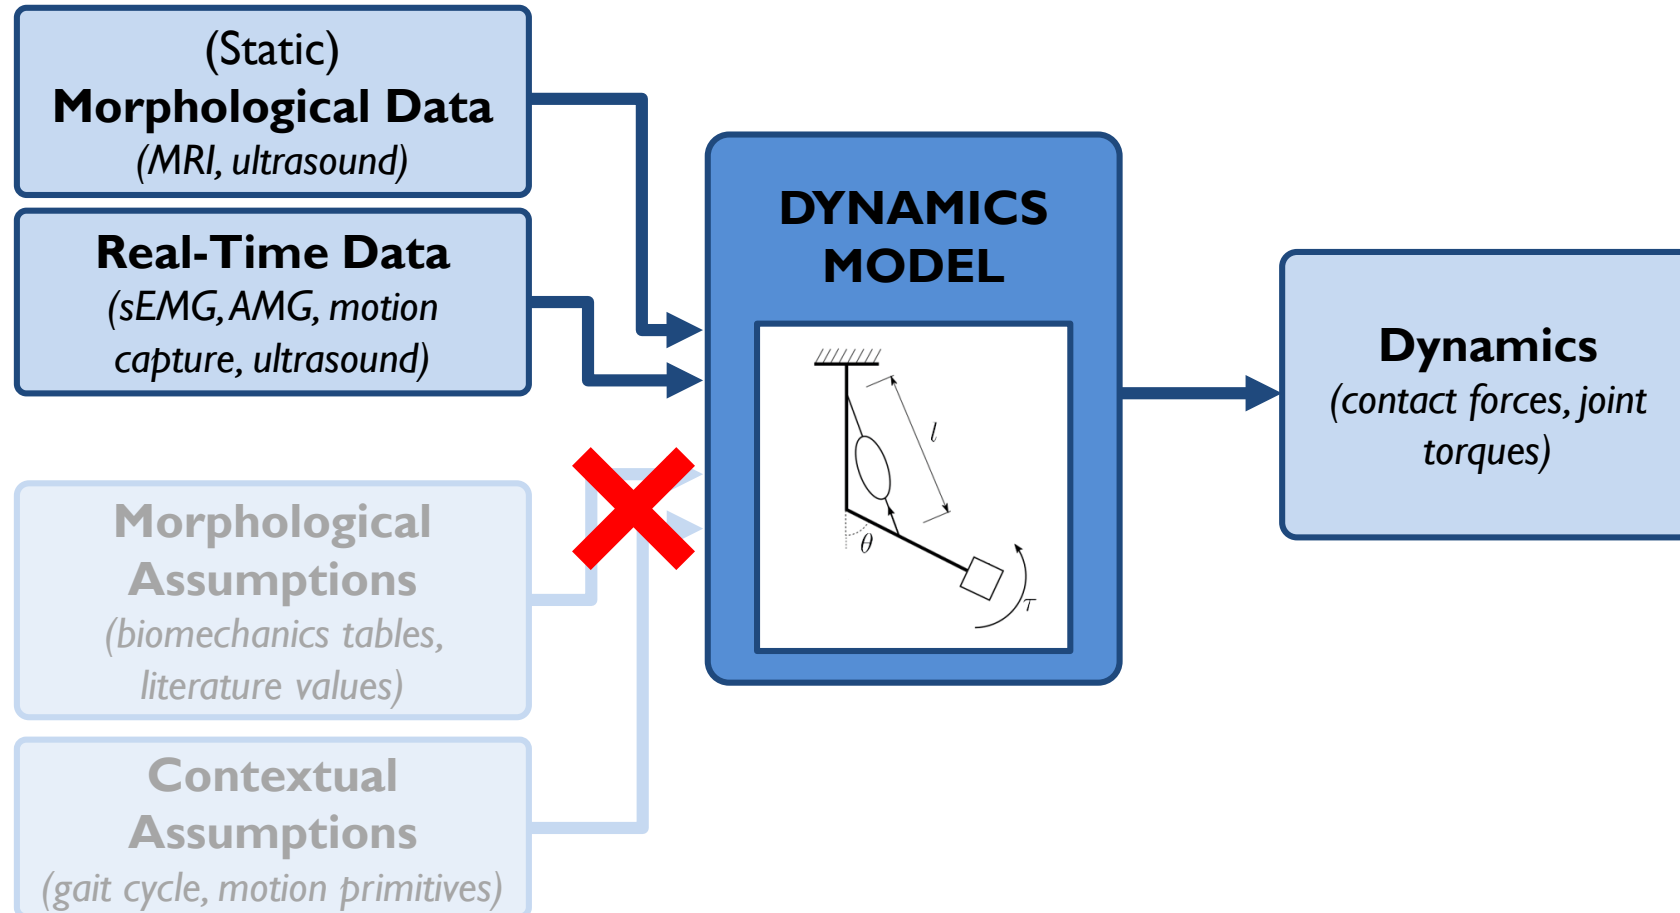 (Static)
Morphological Data
(MRI, ultrasound)
Real-Time Data
(sEMG, AMG, motion
capture, ultrasound)
Morphological
Assumptions
(biomechanics tables,
literature values)
Contextual
Assumptions
(gait cycle, motion primitives)
DYNAMICS
MODEL
l
θ
τ
Dynamics
(contact forces, joint
torques)